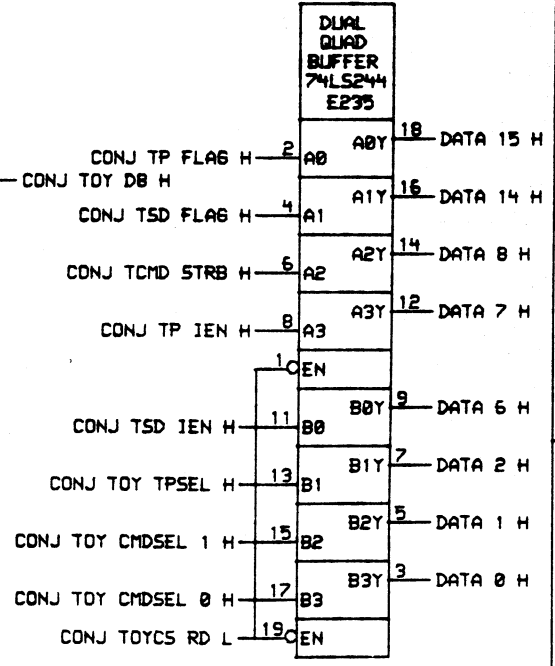 DUAL
QUAD
BUFFER
74LS244
E235
CONJ TP FLAG H 2 A0 A0Y 18 DATA 15 H
CONJ TOY DB H
CONJ TSD FLAG H 4 A1 A1Y 16 DATA 14 H
CONJ TCMD STRB H 6 A2 A2Y 14 DATA 8 H
CONJ TP IEN H 8 A3 A3Y 12 DATA 7 H
1 EN
CONJ TSD IEN H 11 B0 B0Y 9 DATA 6 H
CONJ TOY TPSEL H 13 B1 B1Y 7 DATA 2 H
CONJ TOY CMDSEL 1 H 15 B2 B2Y 5 DATA 1 H
CONJ TOY CMDSEL 0 H 17 B3 B3Y 3 DATA 0 H
CONJ TOYCS RD L 19 EN